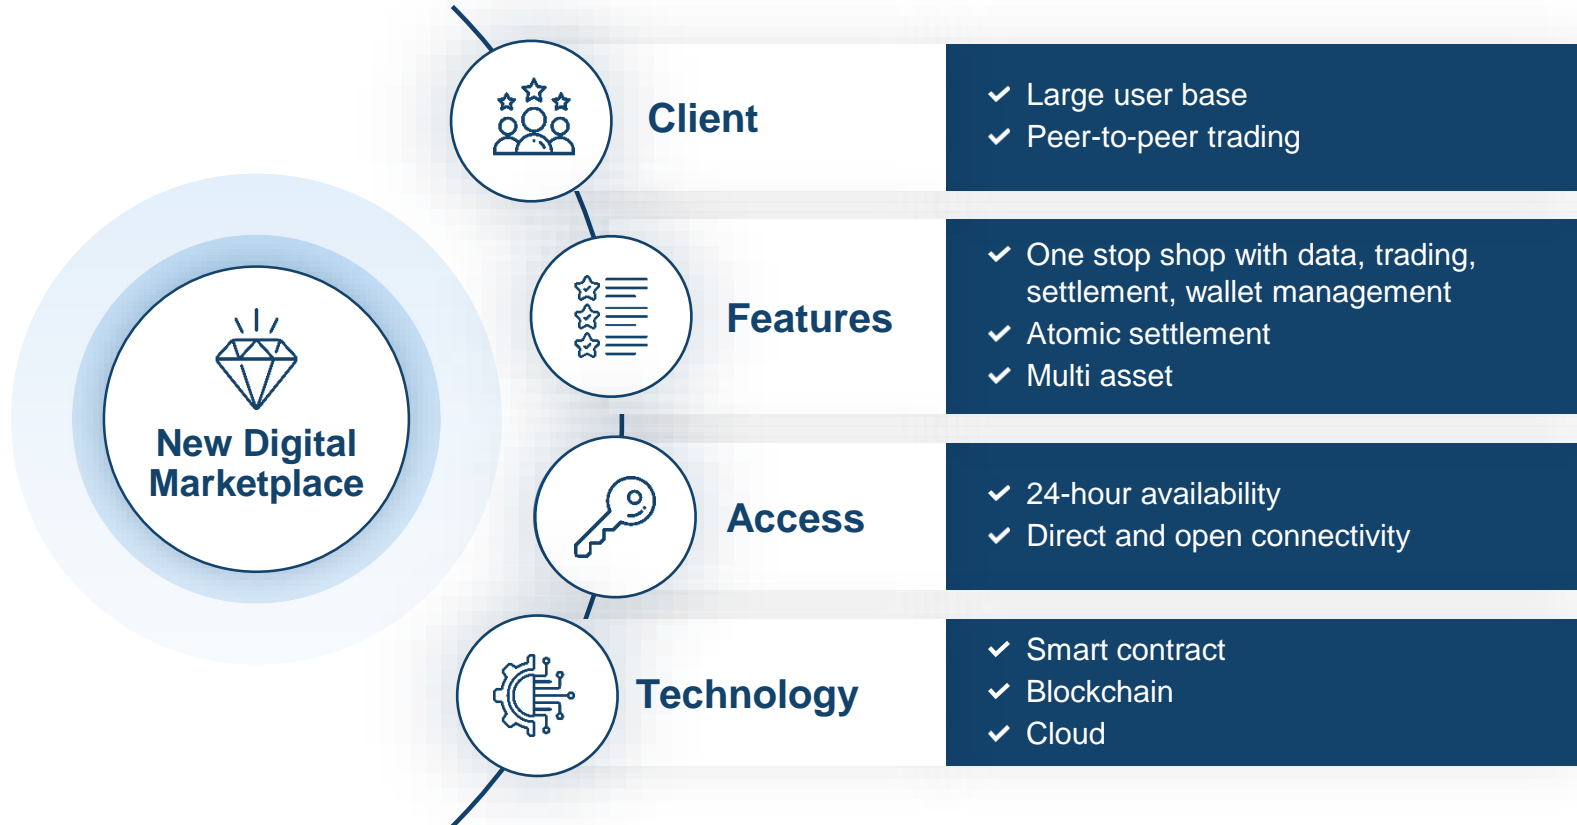 New Digital
Marketplace
Client
Large user base
Peer-to-peer trading
Features
One stop shop with data, trading,
settlement, wallet management
Atomic settlement
Multi asset
Access
24-hour availability
Direct and open connectivity
Technology
Smart contract
Blockchain
Cloud